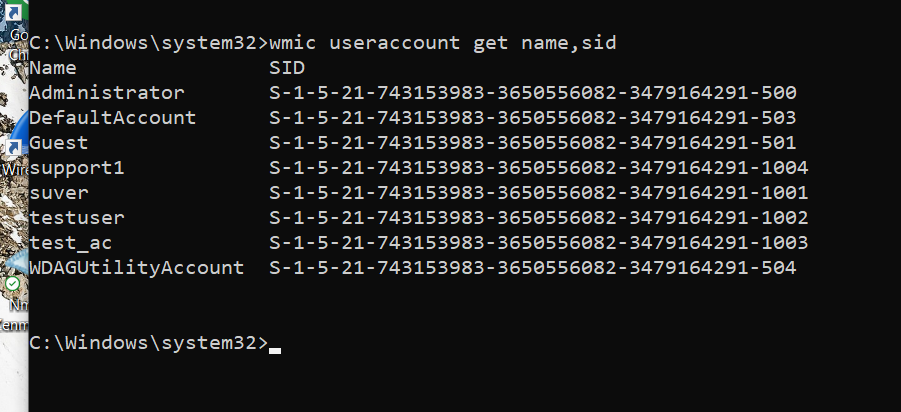 C:\Windows\system32>wmic useraccount get name,sid
Name SID
Administrator S-1-5-21-743153983-3650556082-3479164291-500
DefaultAccount S-1-5-21-743153983-3650556082-3479164291-503
Guest S-1-5-21-743153983-3650556082-3479164291-501
support1 S-1-5-21-743153983-3650556082-3479164291-1004
suver S-1-5-21-743153983-3650556082-3479164291-1001
testuser S-1-5-21-743153983-3650556082-3479164291-1002
test_ac S-1-5-21-743153983-3650556082-3479164291-1003
WDAGUtilityAccount S-1-5-21-743153983-3650556082-3479164291-504
C:\Windows\system32>
Go
Ch
Wire
Nm
Zenm